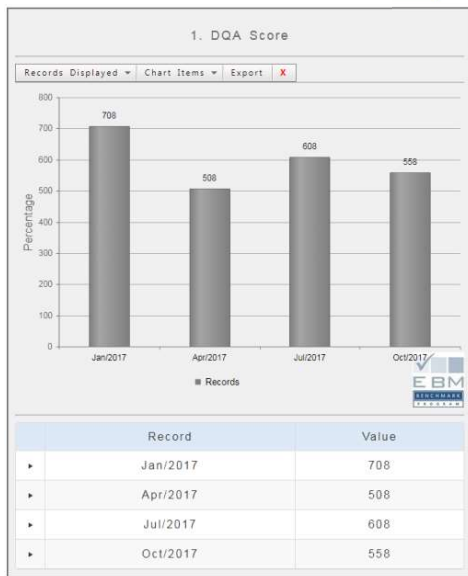 1. DQA Score
Records Displayed Chart Items Export X
800
708
700
608
600
558
508
500
400
300
200
100
0
Percentage
Jan/2017 Apr/2017 Jul/2017 Oct/2017
Records
EBM
BENCHMARK
PROGRAM
Record Value
Jan/2017 708
Apr/2017 508
Jul/2017 608
Oct/2017 558